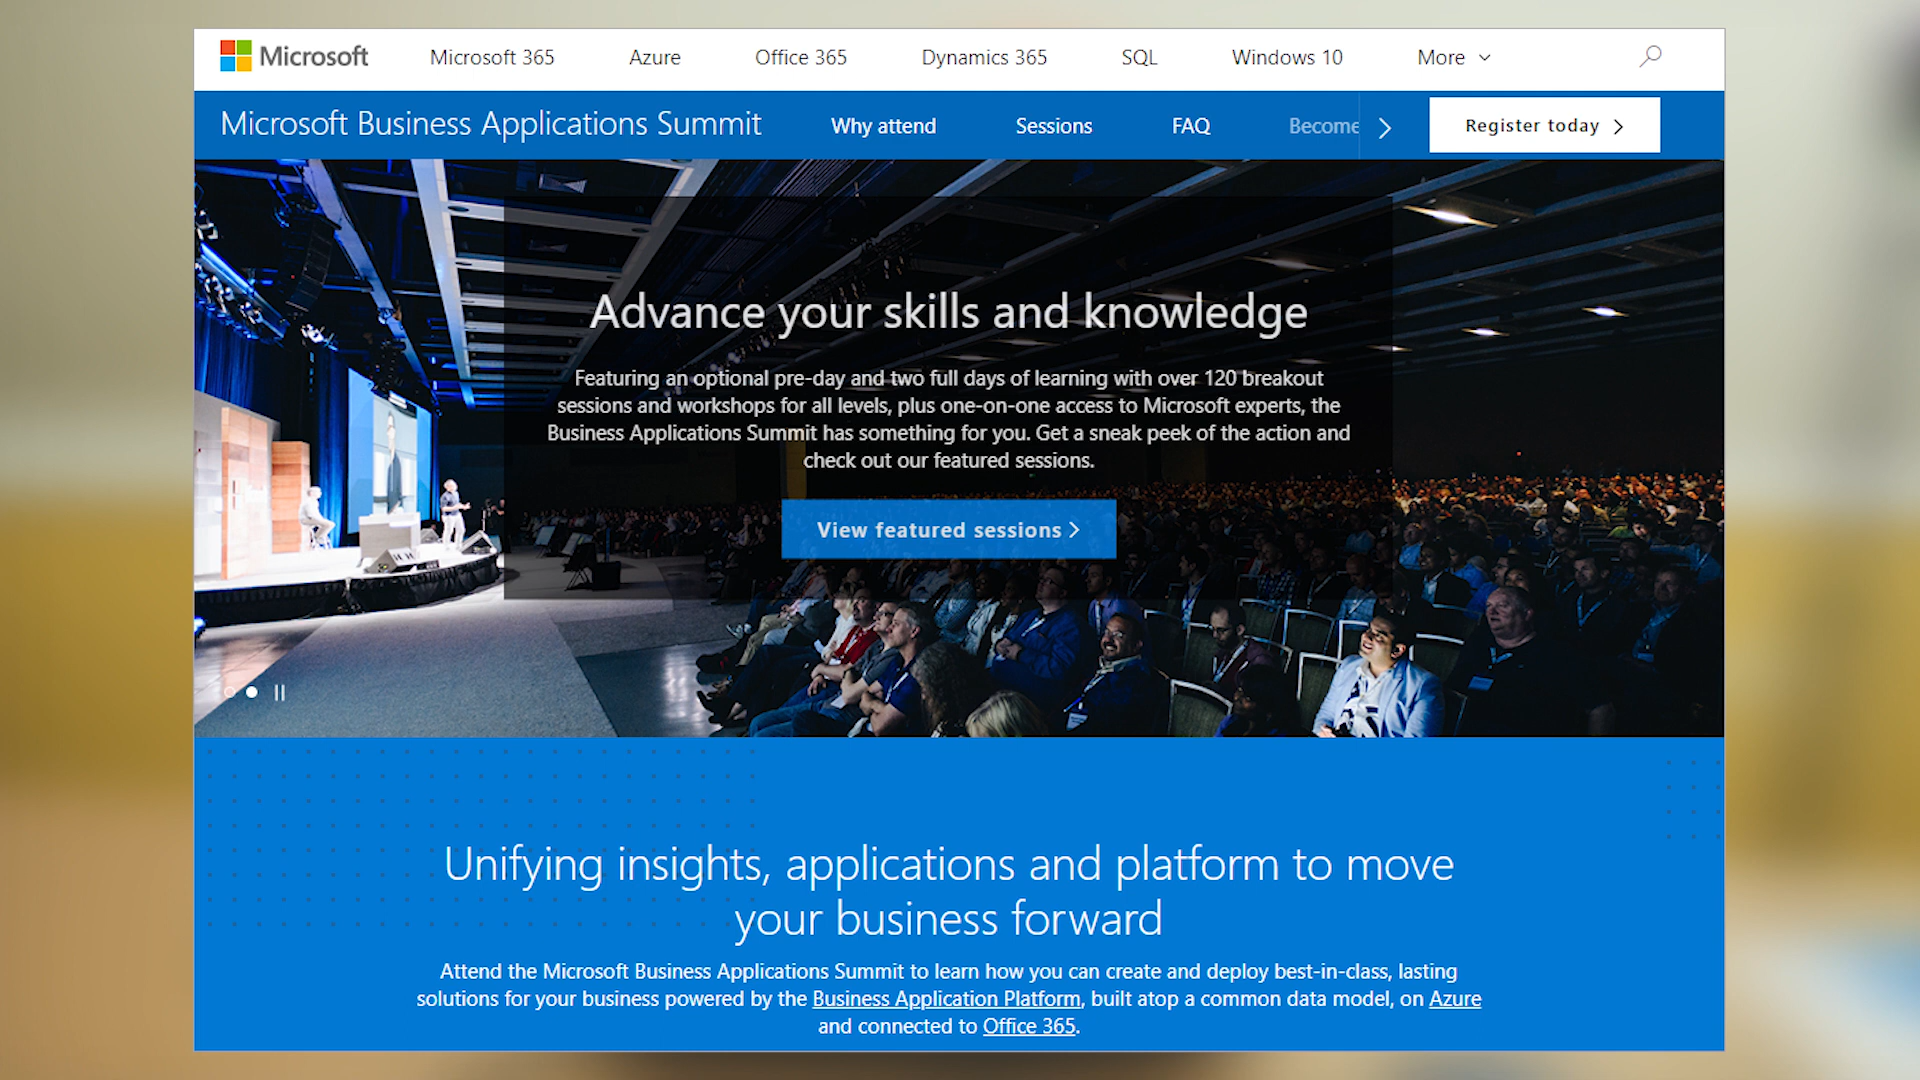 Microsoft
Microsoft 365
Azure
Office 365
Dynamics 365
SQL
Windows 10
More
Microsoft Business Applications Summit
Why attend
Sessions
FAQ
Become
Register today
Advance your skills and knowledge
Featuring an optional pre-day and two full days of learning with over 120 breakout
sessions and workshops for all levels, plus one-on-one access to Microsoft experts, the
Business Applications Summit has something for you. Get a sneak peek of the action and
check out our featured sessions.
View featured sessions
Unifying insights, applications and platform to move
your business forward
Attend the Microsoft Business Applications Summit to learn how you can create and deploy best-in-class, lasting
solutions for your business powered by the Business Application Platform, built atop a common data model, on Azure
and connected to Office 365.